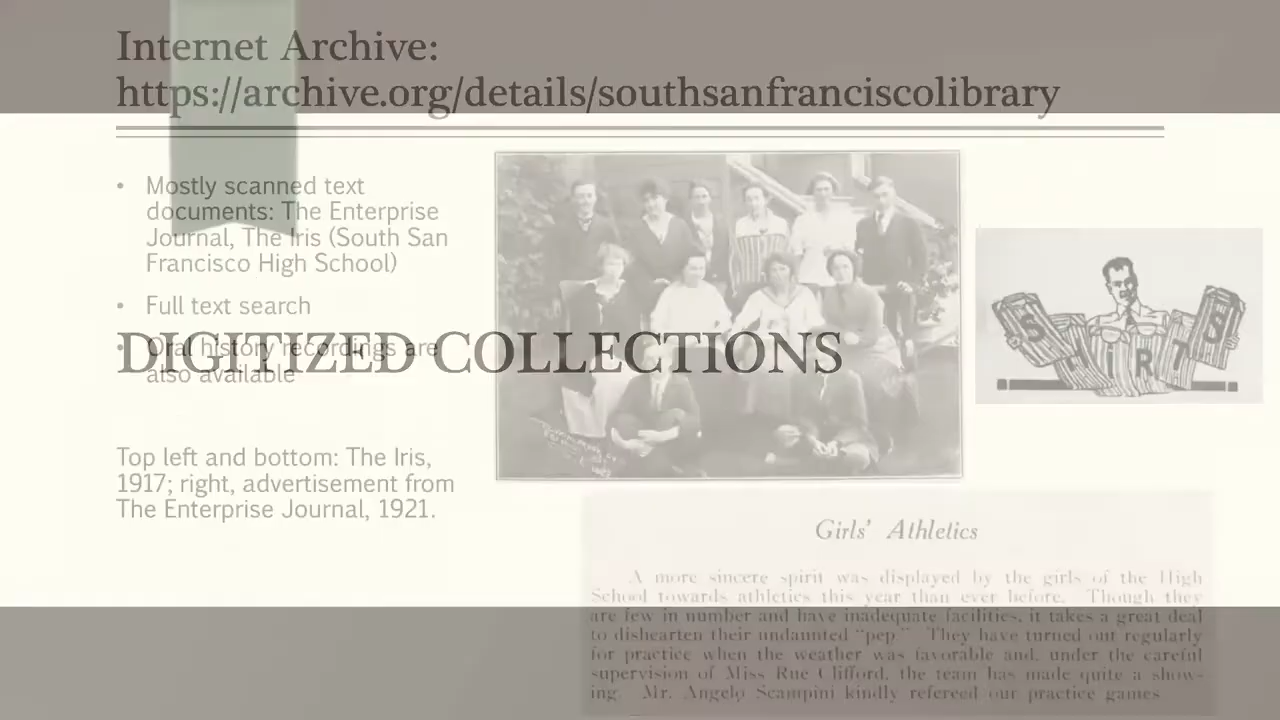 Internet Archive:
https://archive.org/details/southsanfranciscolibrary
• Mostly scanned text
documents: The Enterprise
Journal, The Iris (South San
Francisco High School)
• Full text search
• Oral history recordings are
also available
DIGITIZED COLLECTIONS
Top left and bottom: The Iris,
1917; right, advertisement from
The Enterprise Journal, 1921.
SHIRTS
Girls' Athletics
A more sincere spirit was displayed by the girls of the High
School towards athletics this year than ever before. Though they
are few in number and have inadequate facilities, it takes a great deal
to dishearten their undaunted "pep." They have turned out regularly
for practice when the weather was favorable and, under the careful
supervision of Miss Rue Clifford, the team has made quite a show-
ing. Mr. Angelo Scampini kindly refereed our practice games